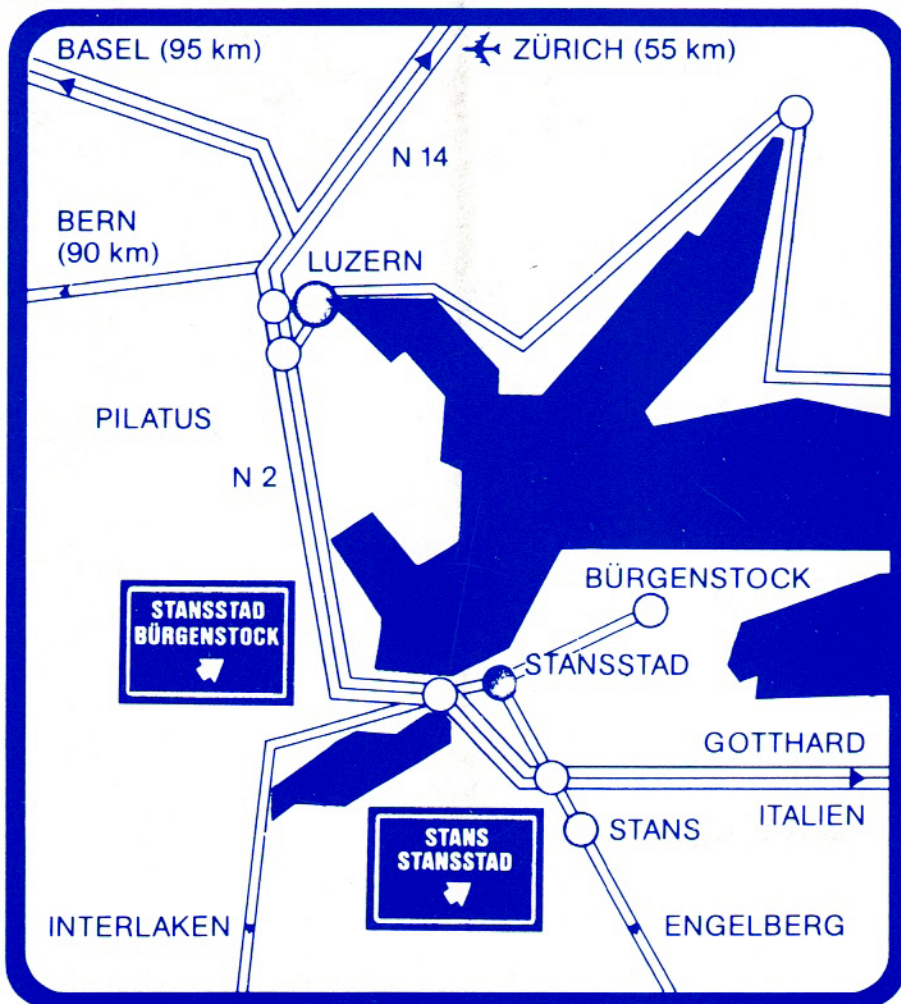 BASEL (95 km)
ZÜRICH (55 km)
N 14
BERN
(90 km)
LUZERN
PILATUS
N 2
BÜRGENSTOCK
STANSSTAD
BÜRGENSTOCK
STANSSTAD
GOTTHARD
ITALIEN
STANS
STANS
STANSSTAD
INTERLAKEN
ENGELBERG